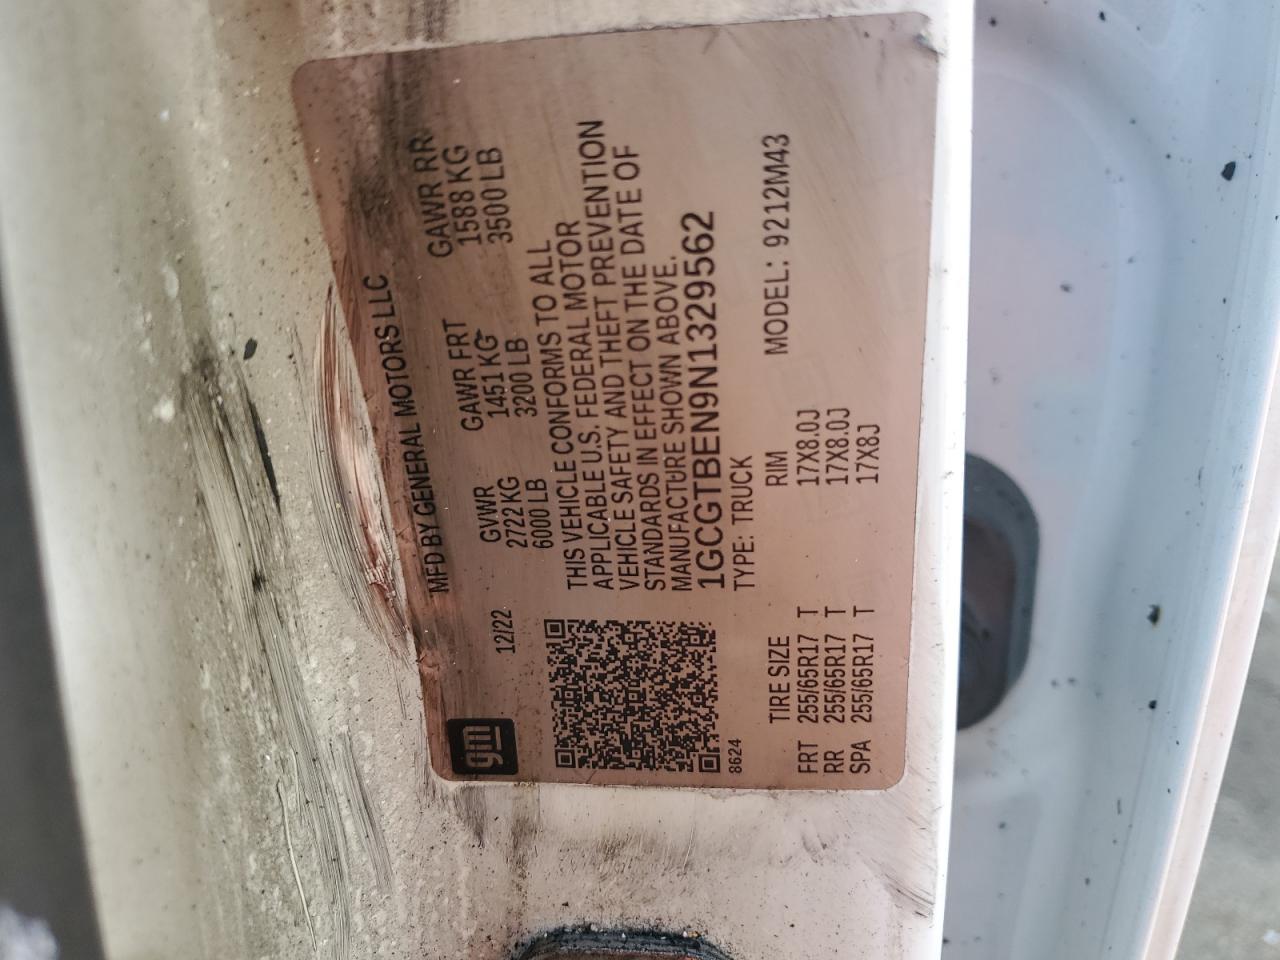 MFD BY GENERAL MOTORS LLC
gm
12/22
GVWR GAWR FRT GAWR RR
2722 KG 1451 KG 1588 KG
6000 LB 3200 LB 3500 LB
THIS VEHICLE CONFORMS TO ALL
APPLICABLE U.S. FEDERAL MOTOR
VEHICLE SAFETY AND THEFT PREVENTION
STANDARDS IN EFFECT ON THE DATE OF
MANUFACTURE SHOWN ABOVE.
1GCGTBEN9N1329562
8624
TYPE: TRUCK
TIRE SIZE RIM MODEL: 9212M43
FRT 255/65R17 T 17X8.0J
RR 255/65R17 T 17X8.0J
SPA 255/65R17 T 17X8J